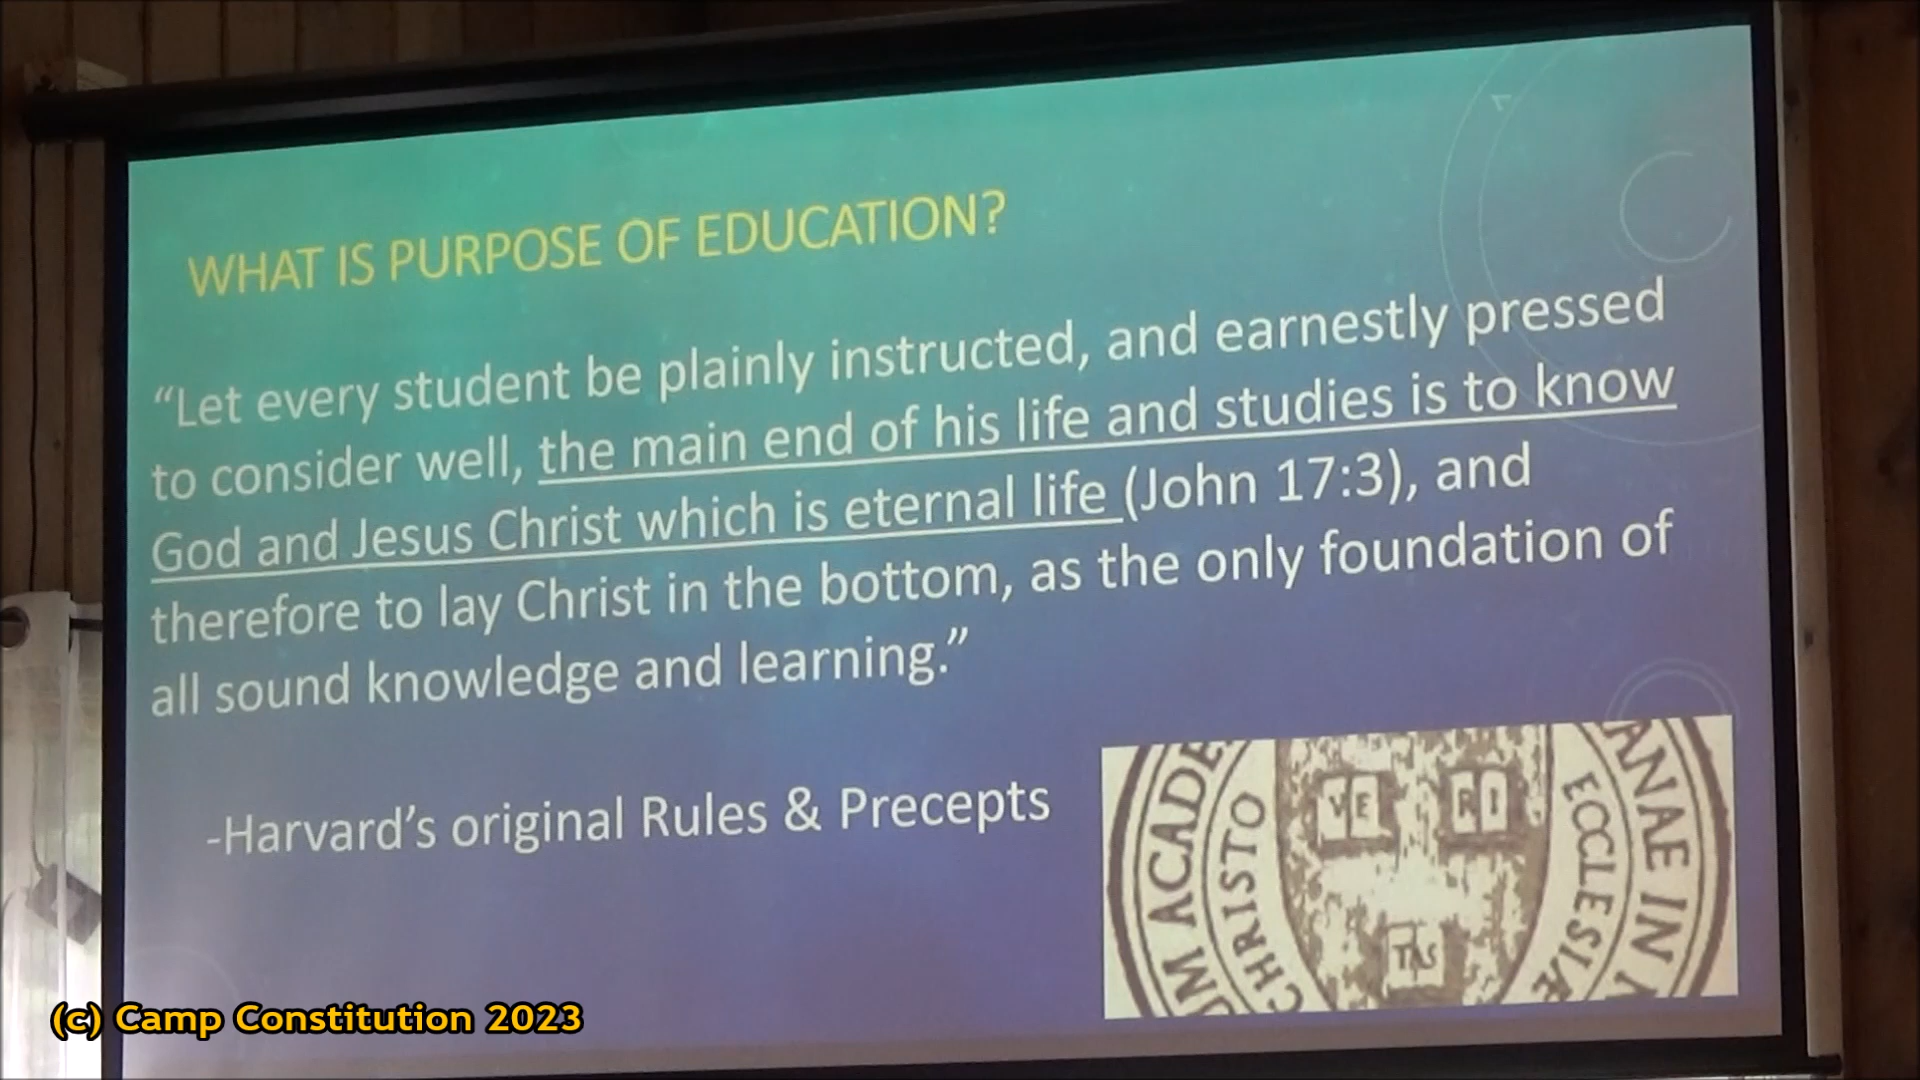 WHAT IS PURPOSE OF EDUCATION?
“Let every student be plainly instructed, and earnestly pressed
to consider well, the main end of his life and studies is to know
God and Jesus Christ which is eternal life (John 17:3), and
therefore to lay Christ in the bottom, as the only foundation of
all sound knowledge and learning.”
-Harvard’s original Rules & Precepts
VE RI
TAS
CHRISTO
ECCLESIÆ
ANAE IN N
(c) Camp Constitution 2023